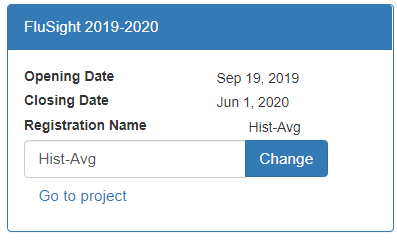 FluSight 2019-2020
Opening Date Sep 19, 2019
Closing Date Jun 1, 2020
Registration Name Hist-Avg
Hist-Avg Change
Go to project